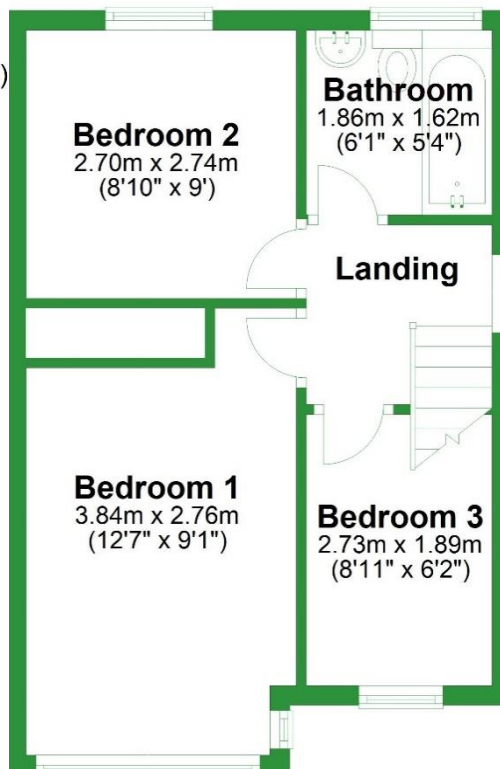 )
Bedroom 2
2.70m x 2.74m
(8'10" x 9')
Bathroom
1.86m x 1.62m
(6'1" x 5'4")
Landing
Bedroom 1
3.84m x 2.76m
(12'7" x 9'1")
Bedroom 3
2.73m x 1.89m
(8'11" x 6'2")